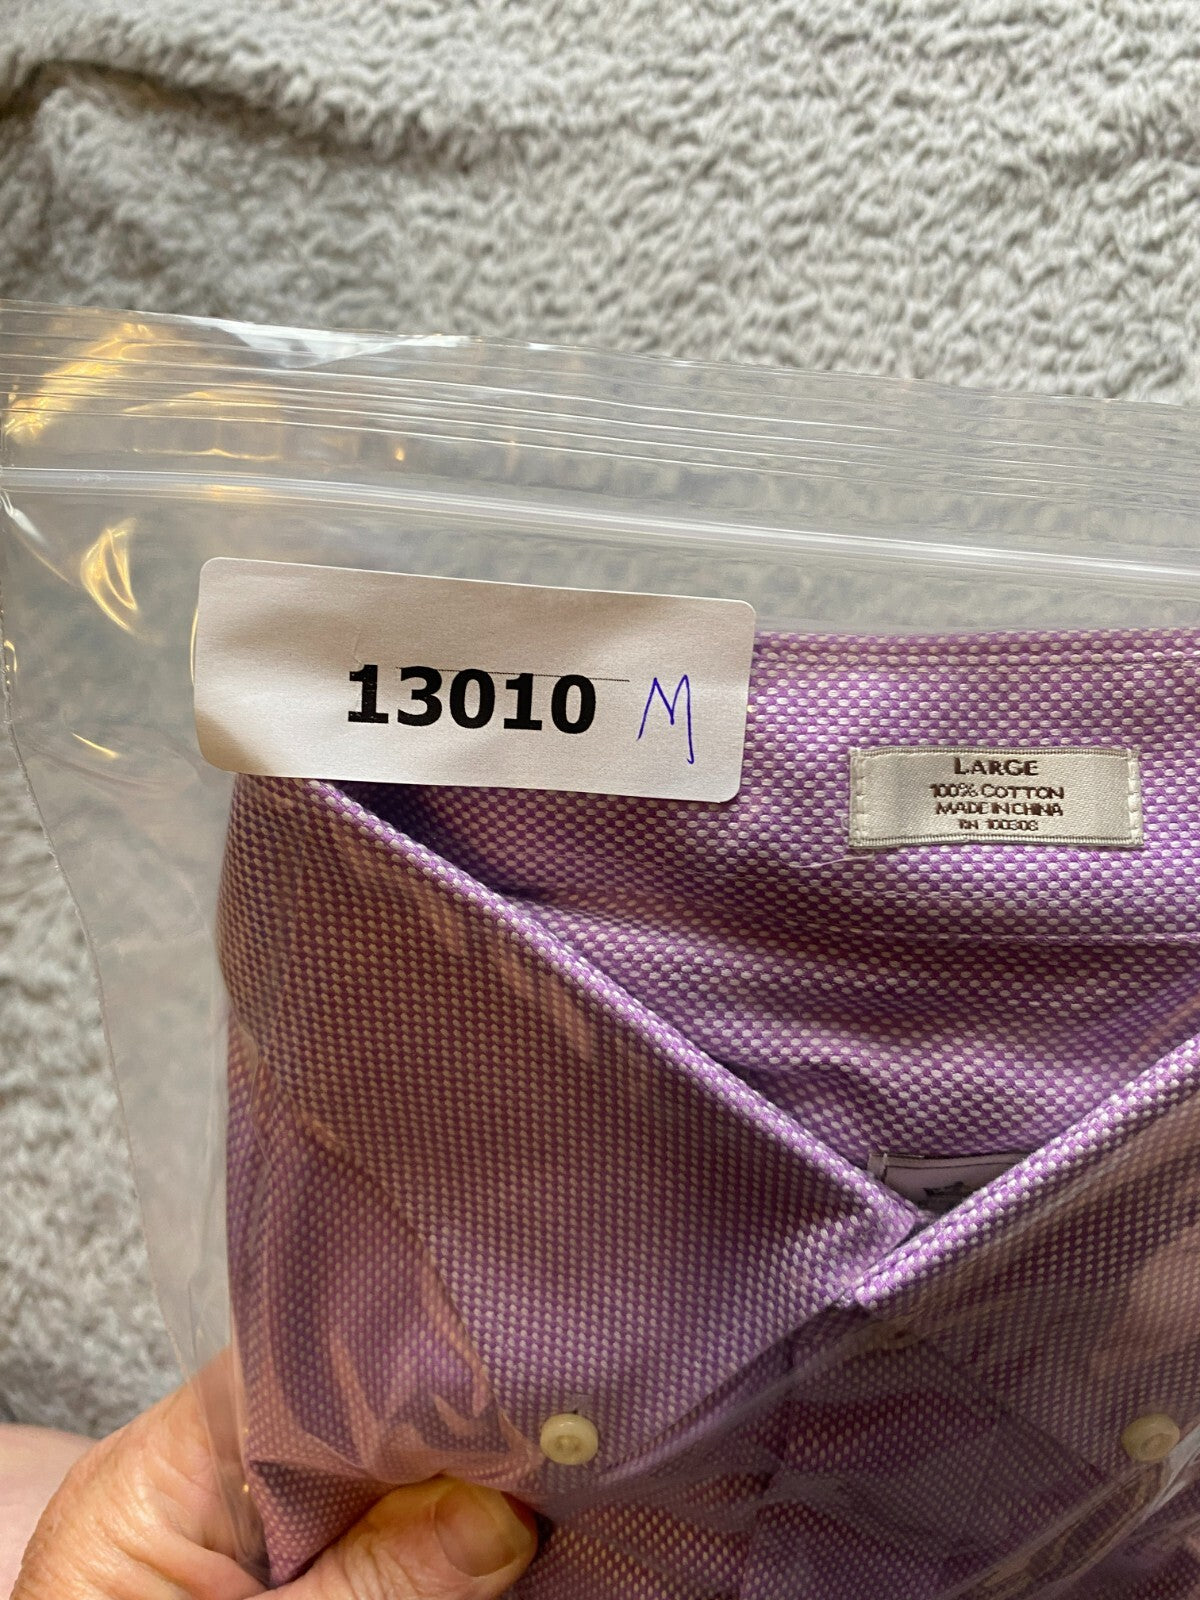 13010 M
LARGE
100% COTTON
MADE IN CHINA
RN 100308